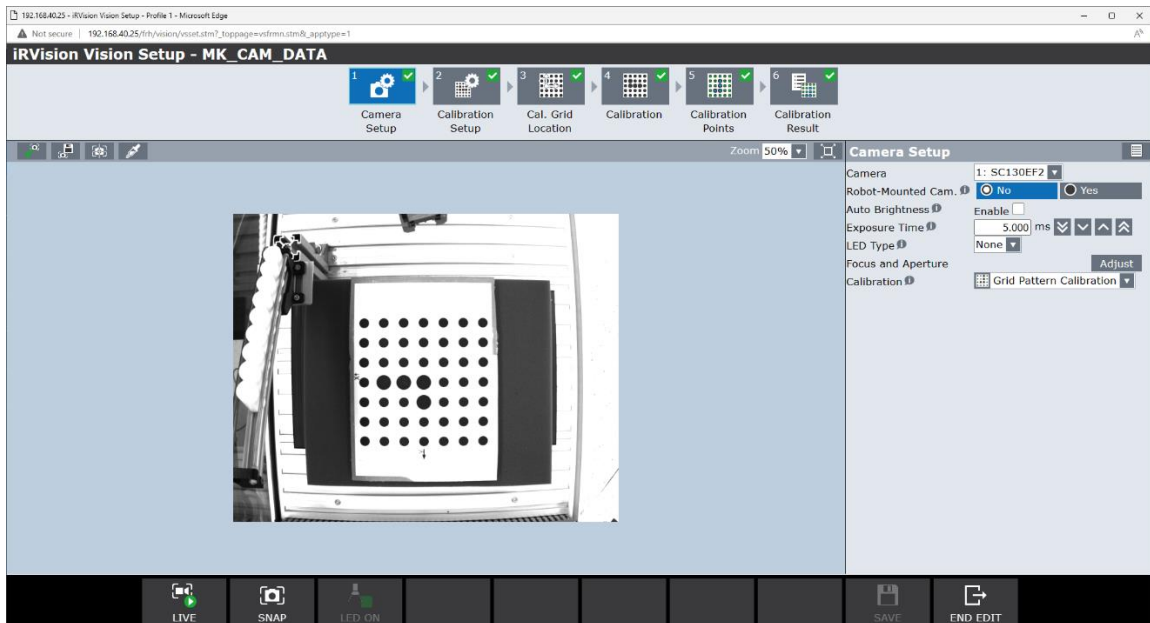 192.168.40.25 - iRVision Vision Setup - Profile 1 - Microsoft Edge
Not secure | 192.168.40.25/frh/vision/vsset.stm?_toppage=vsfrmn.stm&_apptype=1
iRVision Vision Setup - MK_CAM_DATA
1 2 3 4 5 6
Camera Setup
Calibration Setup
Cal. Grid Location
Calibration
Calibration Points
Calibration Result
Zoom 50%
Camera Setup
Camera 1: SC130EF2
Robot-Mounted Cam. No Yes
Auto Brightness Enable
Exposure Time 5.000 ms
LED Type None
Focus and Aperture Adjust
Calibration Grid Pattern Calibration
LIVE SNAP LED ON SAVE END EDIT